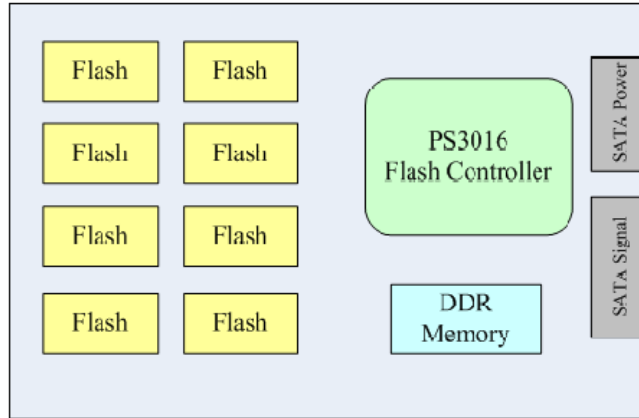 Flash Flash
Flash Flash
Flash Flash
Flash Flash
PS3016
Flash Controller
DDR
Memory
SATA Power
SATA Signal